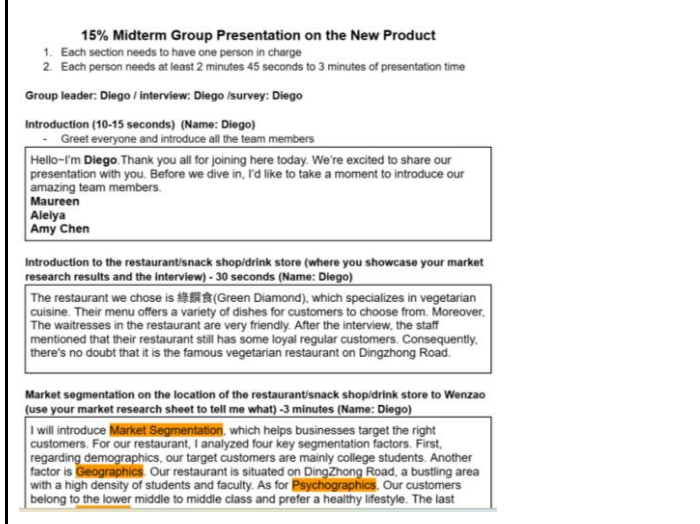 15% Midterm Group Presentation on the New Product
1. Each section needs to have one person in charge
2. Each person needs at least 2 minutes 45 seconds to 3 minutes of presentation time
Group leader: Diego / interview: Diego /survey: Diego
Introduction (10-15 seconds) (Name: Diego)
- Greet everyone and introduce all the team members
Hello~I'm Diego.Thank you all for joining here today. We're excited to share our
presentation with you. Before we dive in, I'd like to take a moment to introduce our
amazing team members.
Maureen
Aleiya
Amy Chen
Introduction to the restaurant/snack shop/drink store (where you showcase your market
research results and the interview) - 30 seconds (Name: Diego)
The restaurant we chose is 綠饌食(Green Diamond), which specializes in vegetarian
cuisine. Their menu offers a variety of dishes for customers to choose from. Moreover,
The waitresses in the restaurant are very friendly. After the interview, the staff
mentioned that their restaurant still has some loyal regular customers. Consequently,
there's no doubt that it is the famous vegetarian restaurant on Dingzhong Road.
Market segmentation on the location of the restaurant/snack shop/drink store to Wenzao
(use your market research sheet to tell me what) -3 minutes (Name: Diego)
I will introduce Market Segmentation, which helps businesses target the right
customers. For our restaurant, I analyzed four key segmentation factors. First,
regarding demographics, our target customers are mainly college students. Another
factor is Geographics. Our restaurant is situated on DingZhong Road, a bustling area
with a high density of students and faculty. As for Psychographics, Our customers
belong to the lower middle to middle class and prefer a healthy lifestyle. The last